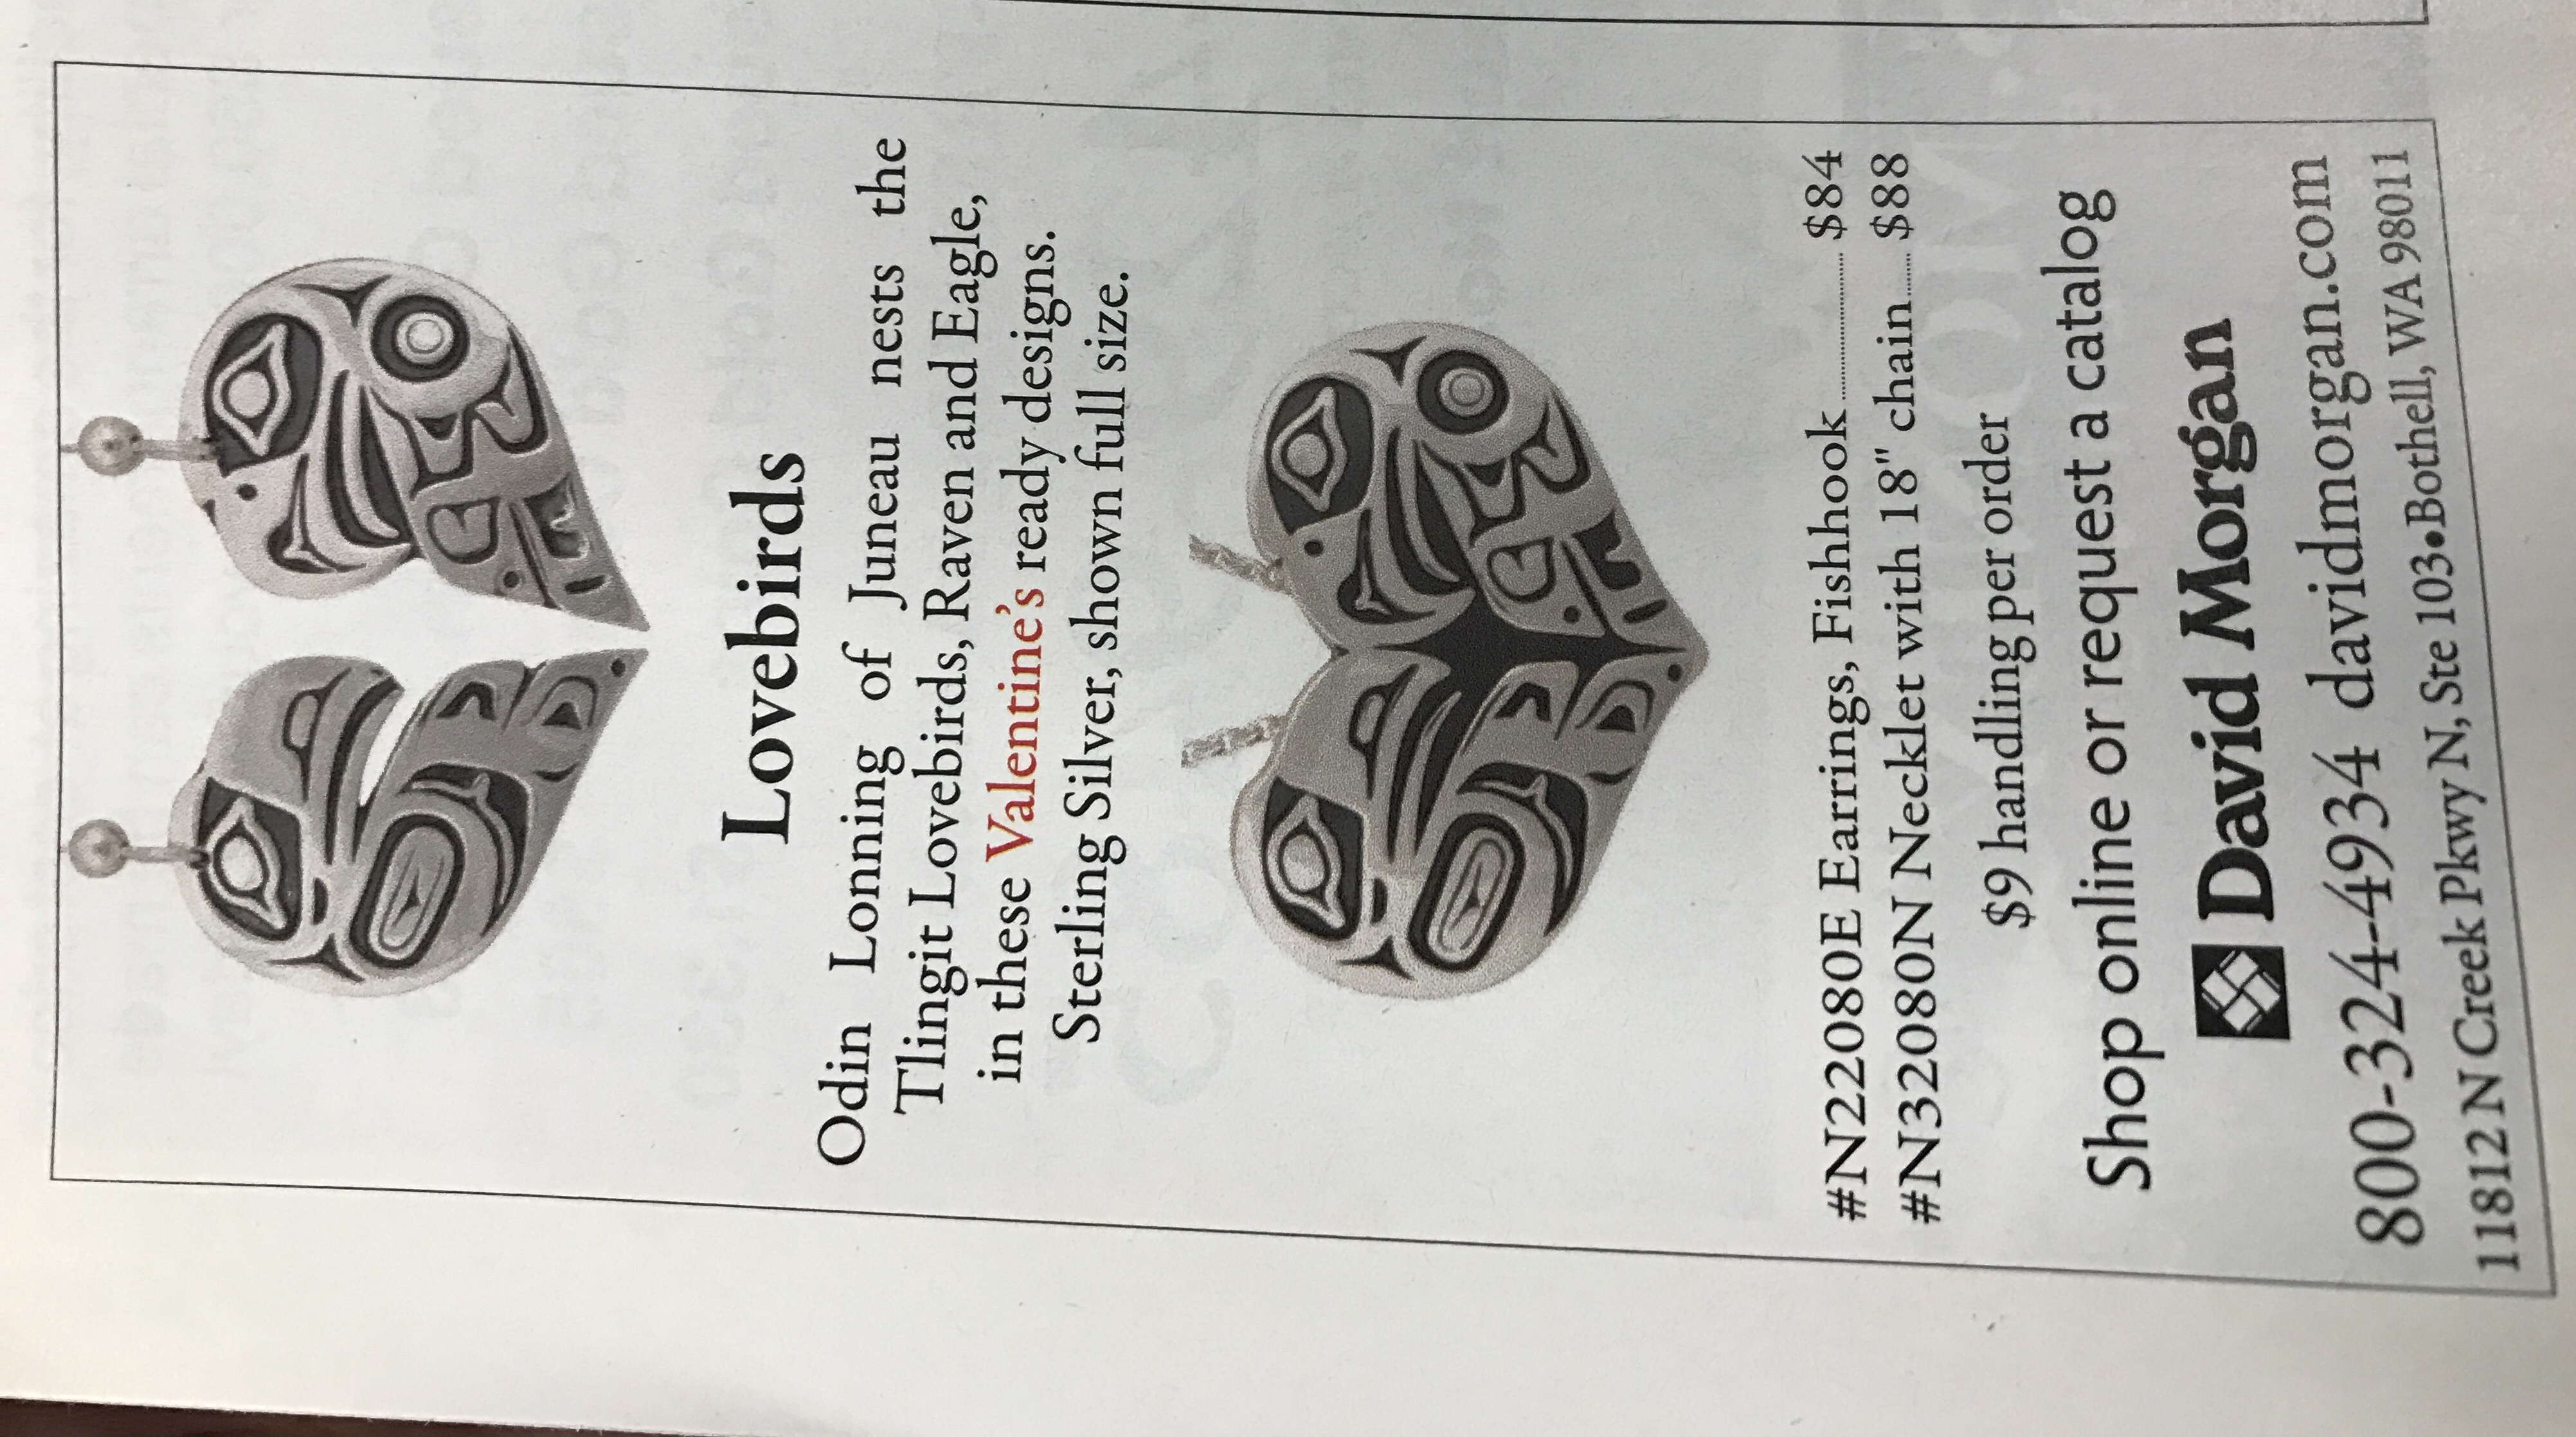 Lovebirds
Odin Lonning of Juneau nests the
Tlingit Lovebirds, Raven and Eagle,
in these Valentine's ready designs.
Sterling Silver, shown full size.
#N22080E Earrings, Fishhook ........................ $84
#N32080N Necklet with 18" chain ....... $88
$9 handling per order
Shop online or request a catalog
David Morgan
800-324-4934 davidmorgan.com
11812 N Creek Pkwy N, Ste 103•Bothell, WA 98011